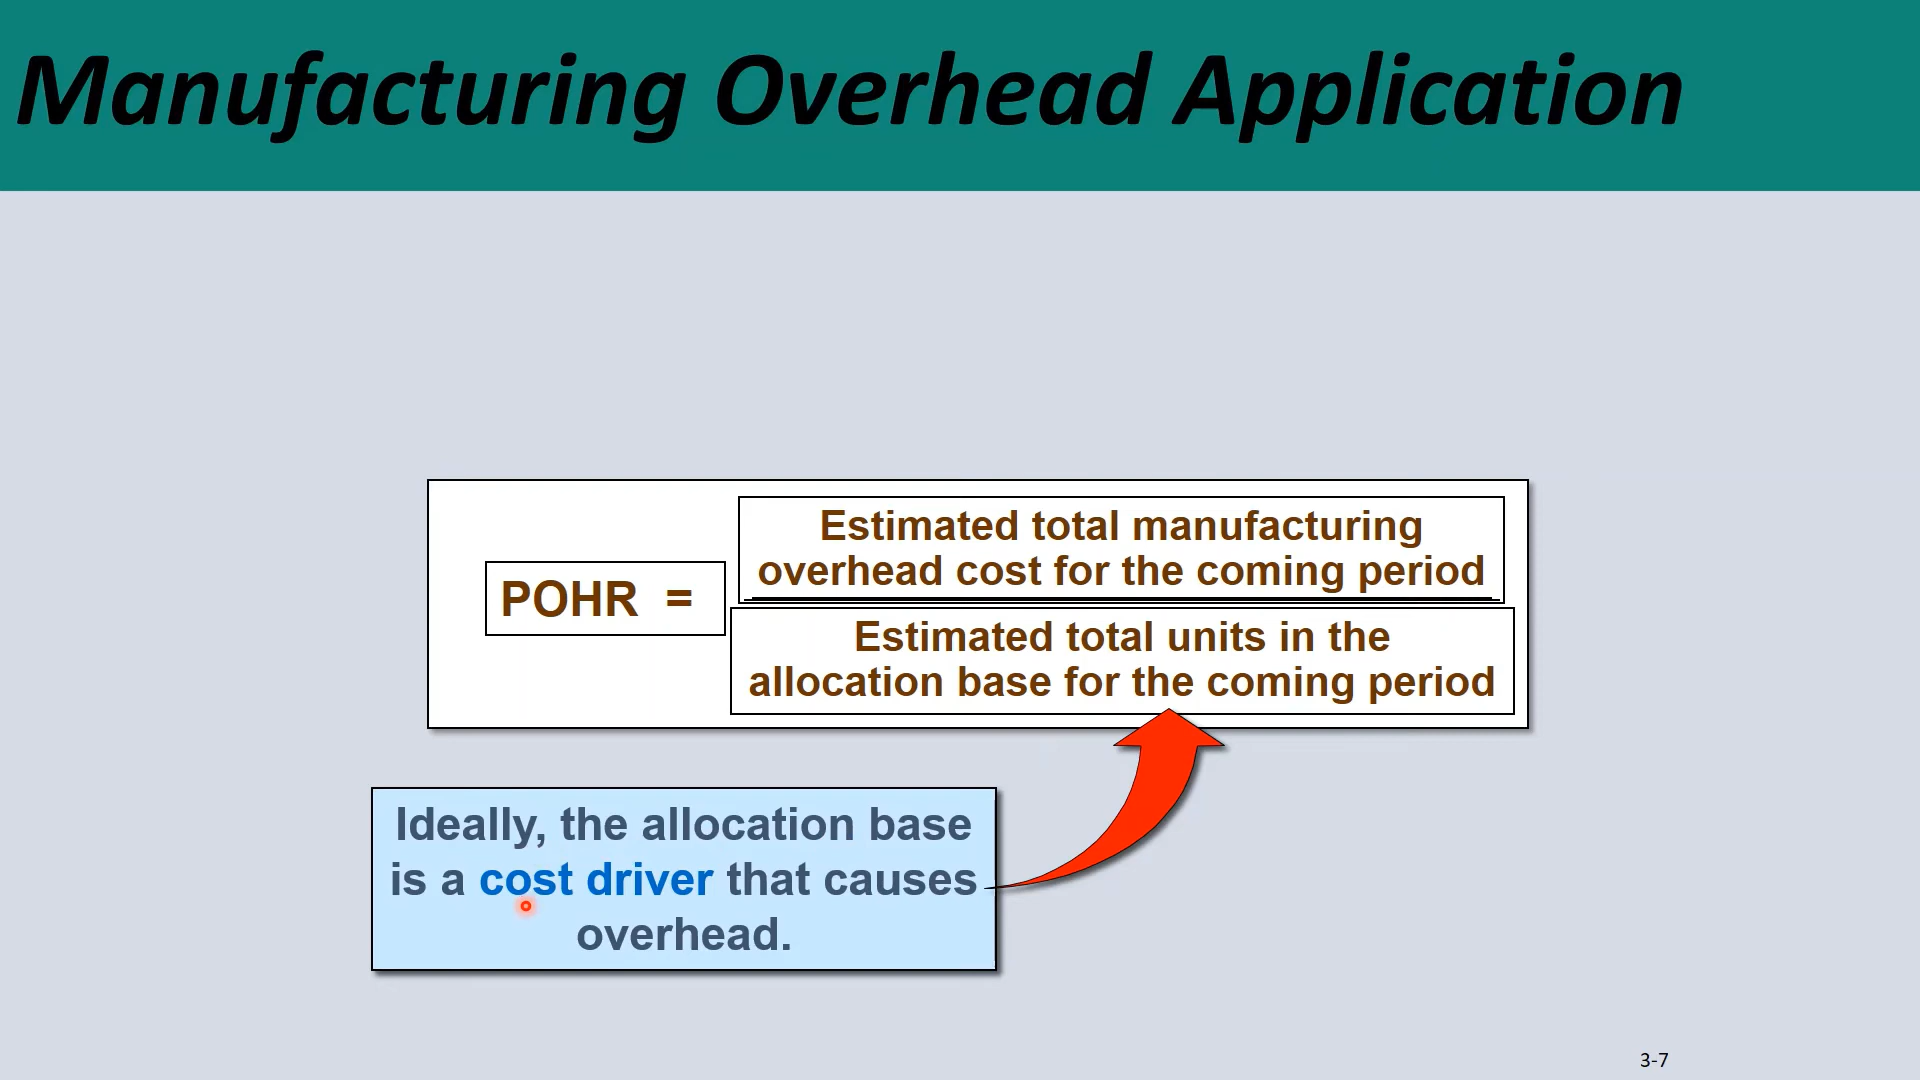 Manufacturing Overhead Application
Estimated total manufacturing
overhead cost for the coming period
POHR =
Estimated total units in the
allocation base for the coming period
Ideally, the allocation base
is a cost driver that causes
overhead.
3-7